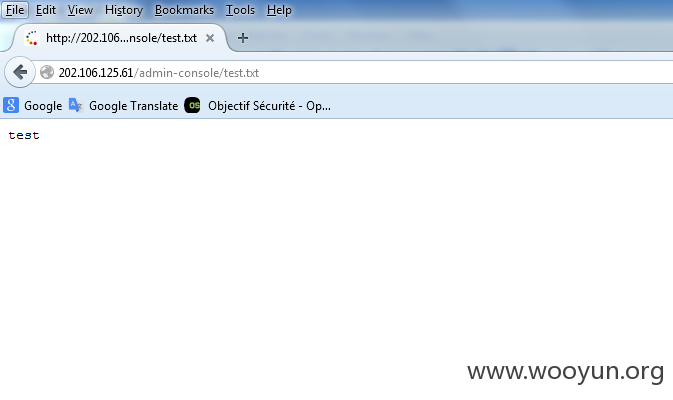 File Edit View History Bookmarks Tools Help
http://202.106...nsole/test.txt
202.106.125.61/admin-console/test.txt
Google Google Translate OS Objectif Sécurité - Op...
test
www.wooyun.org